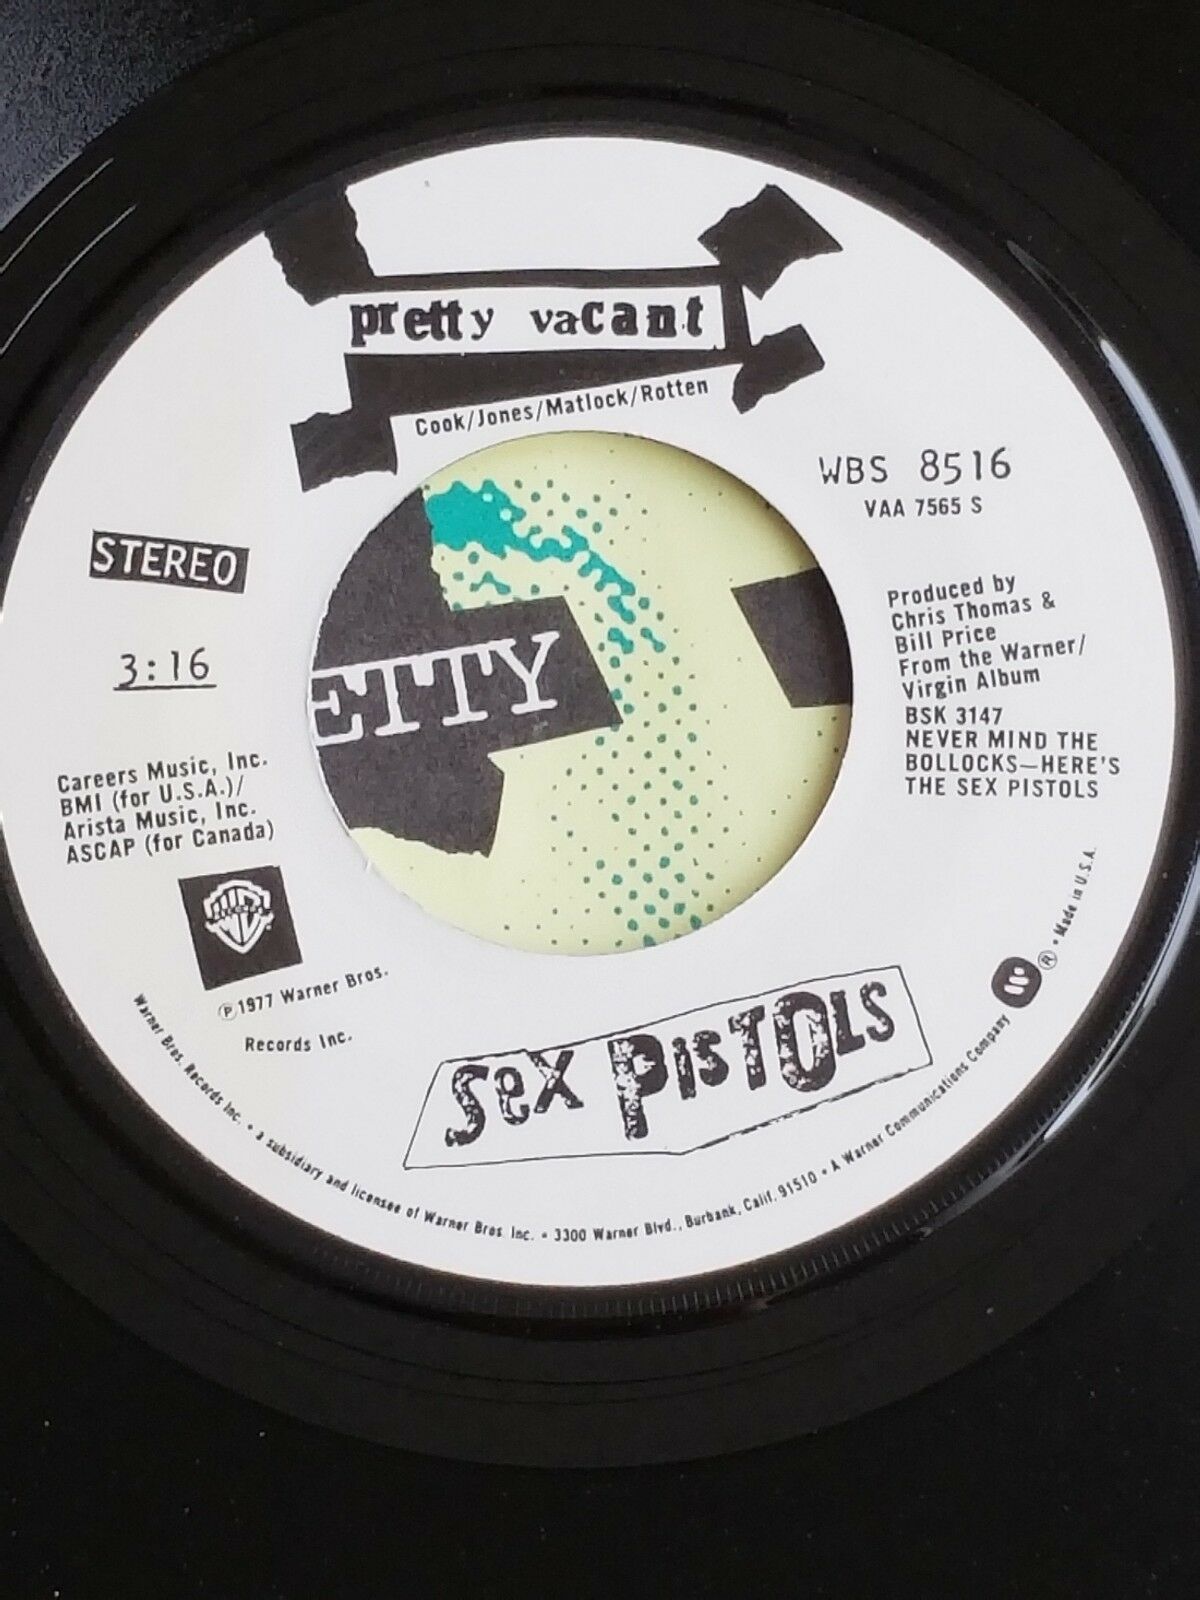 pretty vacant
Cook/Jones/Matlock/Rotten
WBS 8516
VAA 7565 S
STEREO
3:16
Produced by
Chris Thomas &
Bill Price
From the Warner/
Virgin Album
BSK 3147
NEVER MIND THE
BOLLOCKS—HERE'S
THE SEX PISTOLS
ETTY
Careers Music, Inc.
BMI (for U.S.A.)/
Arista Music, Inc.
ASCAP (for Canada)
WB
RECORDS
℗1977 Warner Bros.
Records Inc.
SEX PISTOLS
Warner Bros. Records Inc. • a subsidiary and licensee of Warner Bros. Inc. • 3300 Warner Blvd., Burbank, Calif. 91510 • A Warner Communications Company ® • Made in U.S.A.